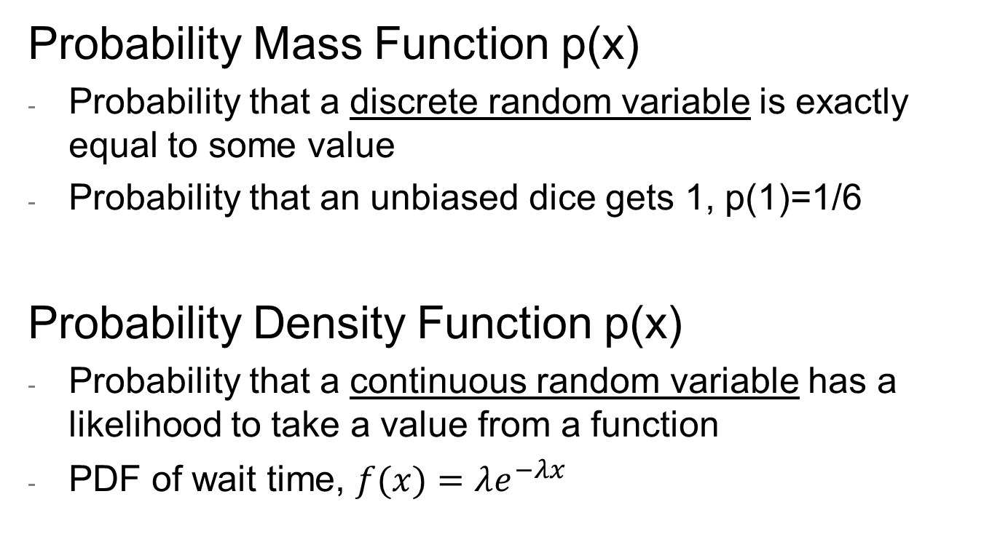 Probability Mass Function p(x)
- Probability that a discrete random variable is exactly
equal to some value
- Probability that an unbiased dice gets 1, p(1)=1/6
Probability Density Function p(x)
- Probability that a continuous random variable has a
likelihood to take a value from a function
- PDF of wait time, f(x) = λe^{−λx}